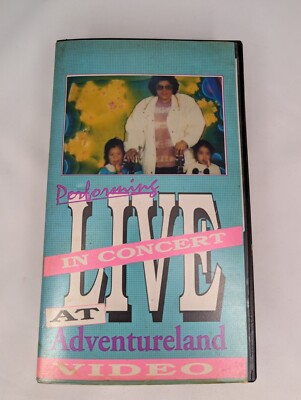 Performing
LIVE
IN CONCERT
AT
Adventureland
VIDEO